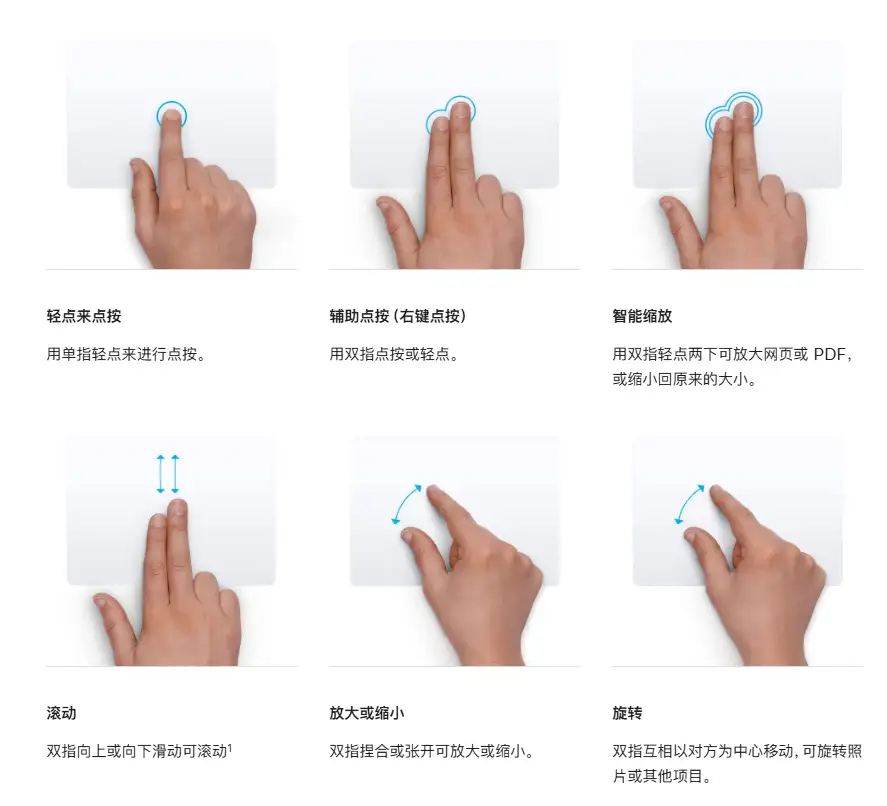 轻点来点按
辅助点按（右键点按）
智能缩放
用单指轻点来进行点按。
用双指点按或轻点。
用双指轻点两下可放大网页或 PDF，
或缩小回原来的大小。
滚动
放大或缩小
旋转
双指向上或向下滑动可滚动¹
双指捏合或张开可放大或缩小。
双指互相以对方为中心移动，可旋转照
片或其他项目。